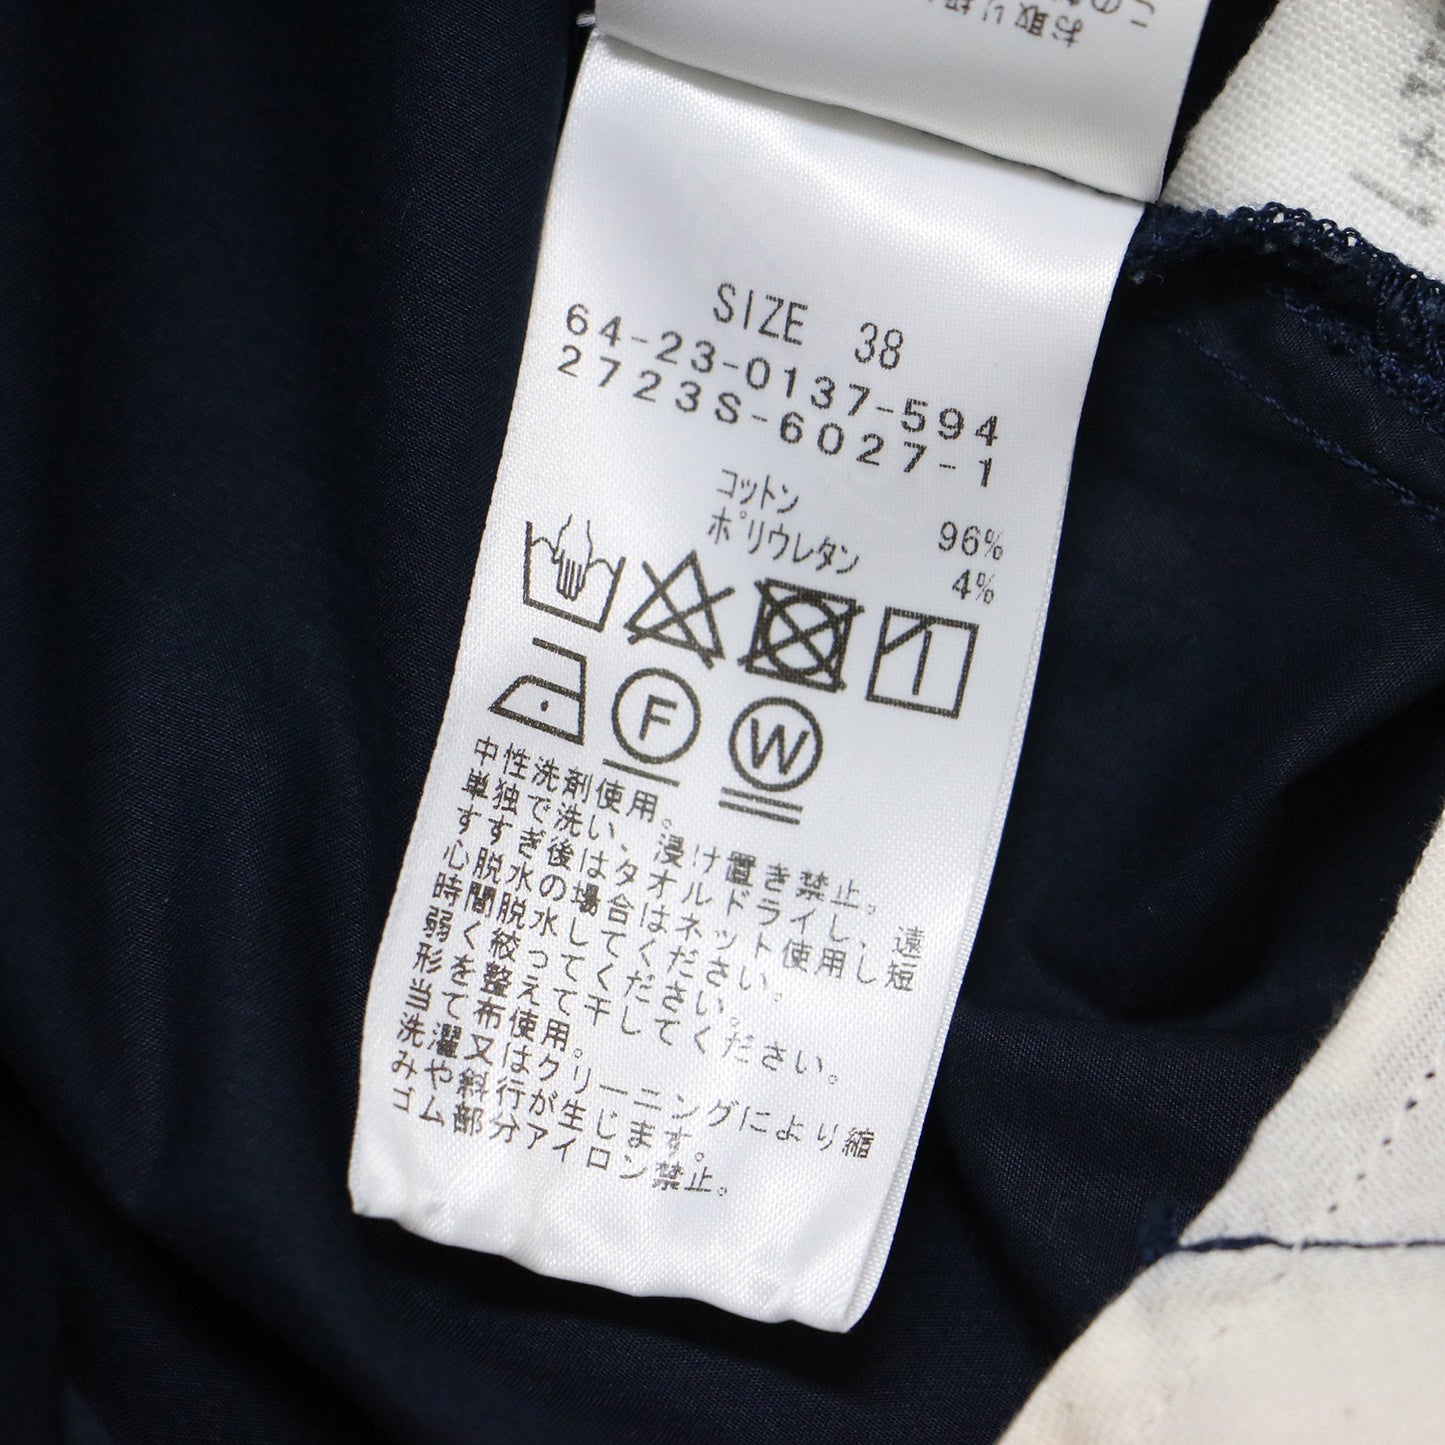 お取り扱
SIZE 38
64-23-0137-594
2723S-6027-1
コットン 96%
ポリウレタン 4%
F
W
中性洗剤使用。
単独で洗い、浸け置き禁止。
すすぎ後はタオルドライし、遠
心脱水の場合はネット使用し短
時間脱水してください。
弱く絞ってください。
形を整えて干してください。
当て布使用。
洗濯又はクリーニングにより縮
みや斜行が生じます。
ゴム部分アイロン禁止。